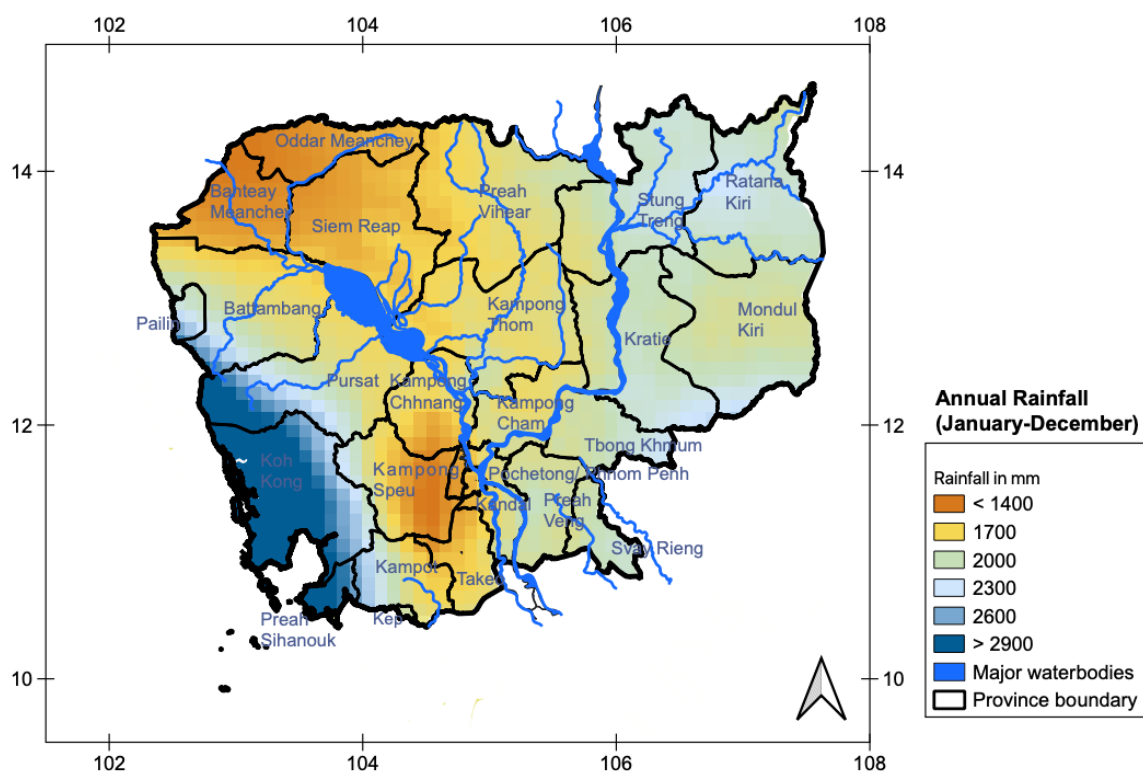 102 104 106 108
14 14
12 12
10 10
102 104 106 108
Oddar Meanchey
Banteay
Meanchey
Siem Reap
Preah
Vihear
Stung
Treng
Ratana
Kiri
Pailin
Battambang
Kampong
Thom
Mondul
Kiri
Kratie
Pursat
Kampong
Chhnang
Kampong
Cham
Tbong Khmum
Koh
Kong
Kampong
Speu
Pochetong/ Phnom Penh
Kandal
Preah
Veng
Svay Rieng
Kampot
Takeo
Preah
Sihanouk
Kep
Annual Rainfall
(January-December)
Rainfall in mm
< 1400
1700
2000
2300
2600
> 2900
Major waterbodies
Province boundary